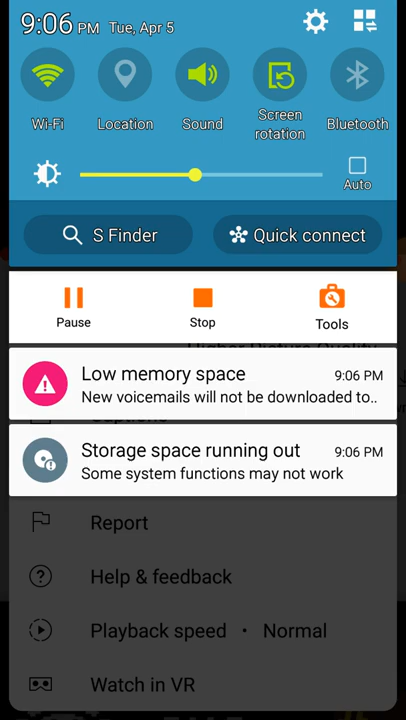 9:06 PM Tue, Apr 5
Wi-Fi
Location
Sound
Screen rotation
Bluetooth
Auto
S Finder
Quick connect
Pause
Stop
Tools
Low memory space 9:06 PM
New voicemails will not be downloaded to..
Storage space running out 9:06 PM
Some system functions may not work
Captions
Report
Help & feedback
Playback speed • Normal
Watch in VR